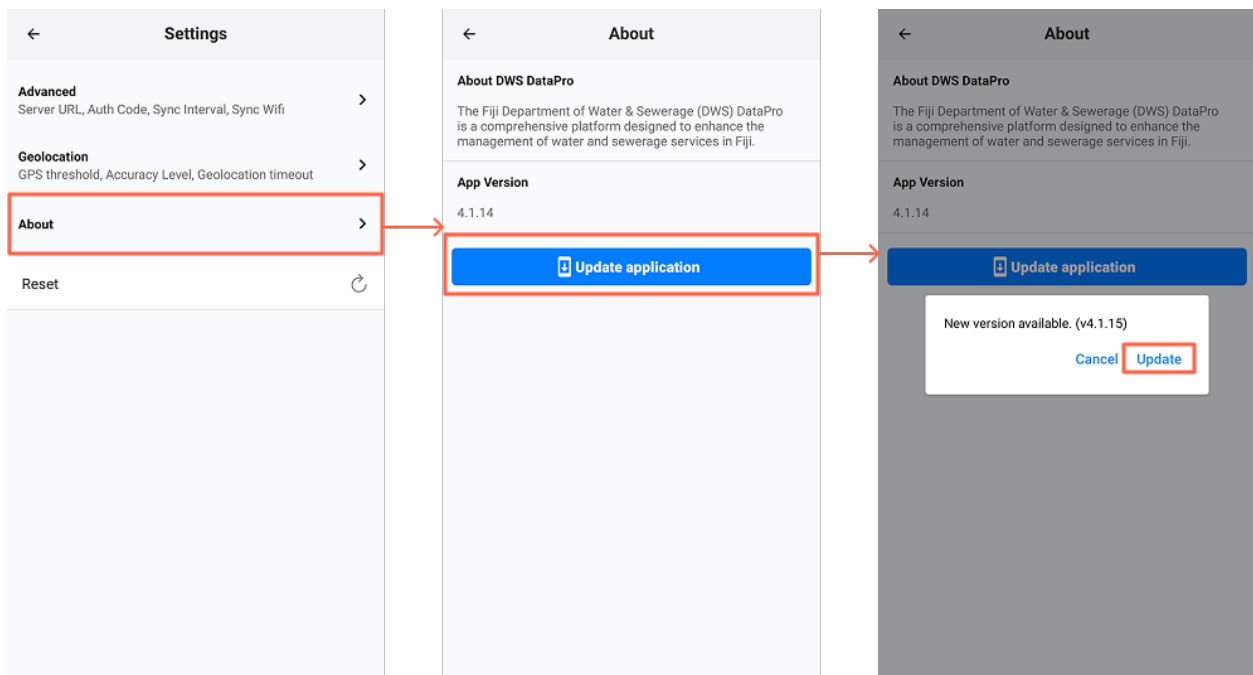 Settings
Advanced
Server URL, Auth Code, Sync Interval, Sync Wifi
Geolocation
GPS threshold, Accuracy Level, Geolocation timeout
About
Reset
About
About DWS DataPro
The Fiji Department of Water & Sewerage (DWS) DataPro
is a comprehensive platform designed to enhance the
management of water and sewerage services in Fiji.
App Version
4.1.14
Update application
About
About DWS DataPro
The Fiji Department of Water & Sewerage (DWS) DataPro
is a comprehensive platform designed to enhance the
management of water and sewerage services in Fiji.
App Version
4.1.14
Update application
New version available. (v4.1.15)
Cancel Update